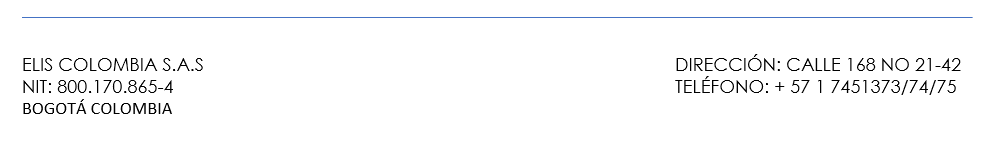 ELIS COLOMBIA S.A.S
NIT: 800.170.865-4
BOGOTÁ COLOMBIA
DIRECCIÓN: CALLE 168 NO 21-42
TELÉFONO: + 57 1 7451373/74/75